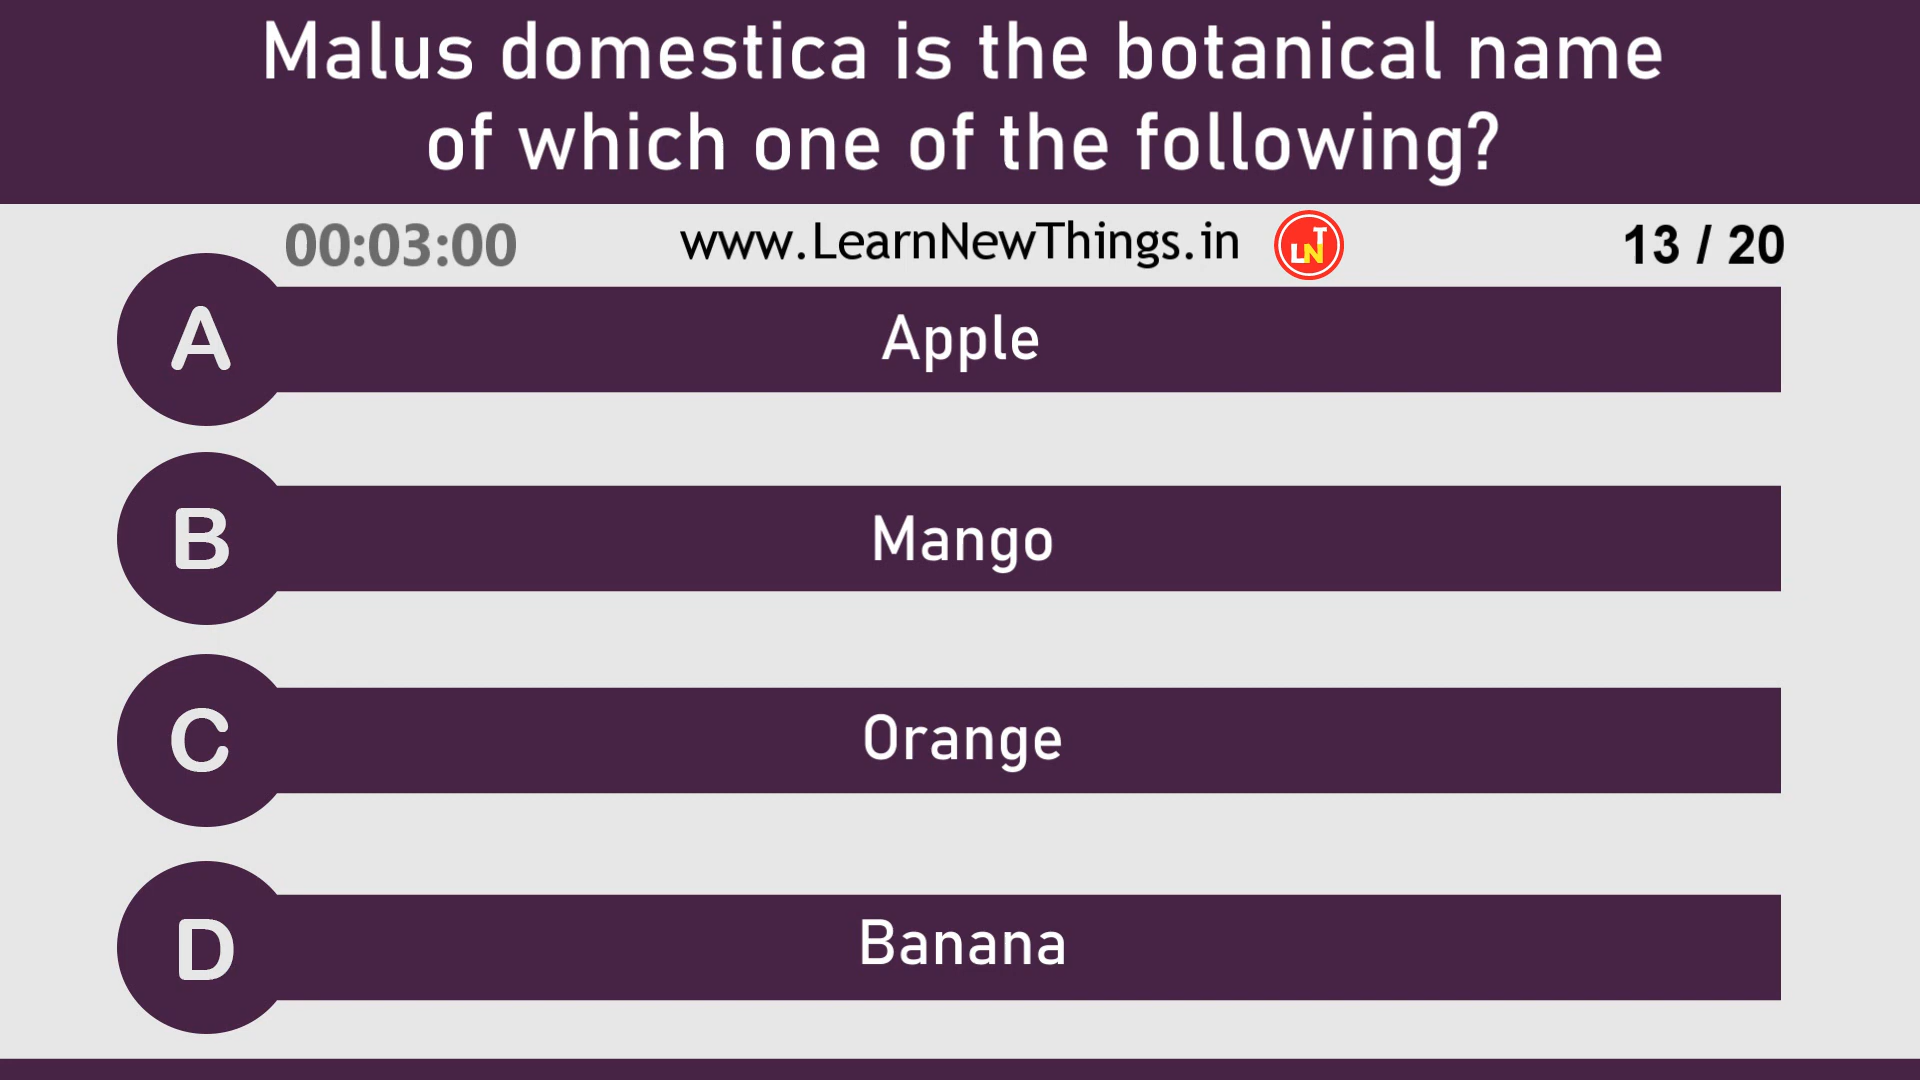 Malus domestica is the botanical name
of which one of the following?
00:03:00 www.LearnNewThings.in LNT 13 / 20
A Apple
B Mango
C Orange
D Banana